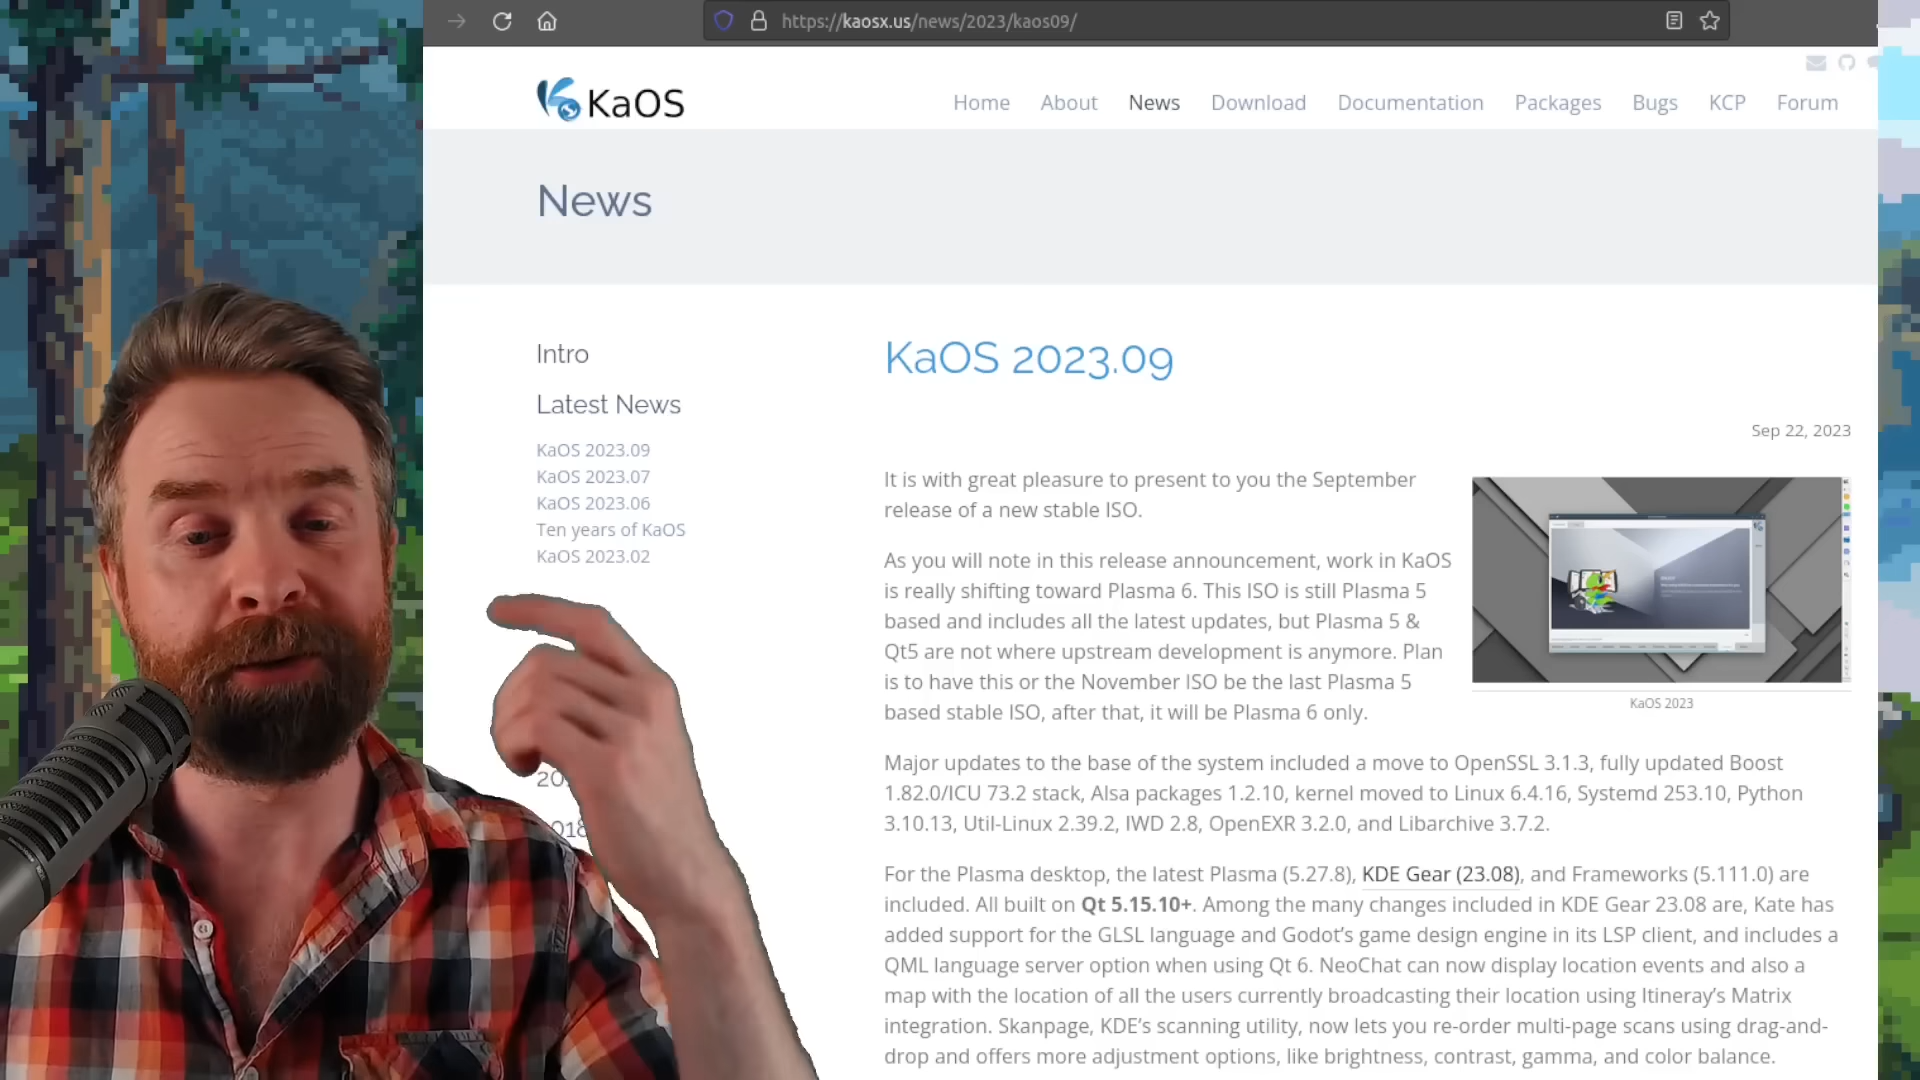 https://kaosx.us/news/2023/kaos09/
KaOS
Home About News Download Documentation Packages Bugs KCP Forum
News
Intro
Latest News
KaOS 2023.09
KaOS 2023.07
KaOS 2023.06
Ten years of KaOS
KaOS 2023.02
KaOS 2023.09
Sep 22, 2023
It is with great pleasure to present to you the September
release of a new stable ISO.
As you will note in this release announcement, work in KaOS
is really shifting toward Plasma 6. This ISO is still Plasma 5
based and includes all the latest updates, but Plasma 5 &
Qt5 are not where upstream development is anymore. Plan
is to have this or the November ISO be the last Plasma 5
based stable ISO, after that, it will be Plasma 6 only.
KaOS 2023
Major updates to the base of the system included a move to OpenSSL 3.1.3, fully updated Boost
1.82.0/ICU 73.2 stack, Alsa packages 1.2.10, kernel moved to Linux 6.4.16, Systemd 253.10, Python
3.10.13, Util-Linux 2.39.2, IWD 2.8, OpenEXR 3.2.0, and Libarchive 3.7.2.
For the Plasma desktop, the latest Plasma (5.27.8), KDE Gear (23.08), and Frameworks (5.111.0) are
included. All built on Qt 5.15.10+. Among the many changes included in KDE Gear 23.08 are, Kate has
added support for the GLSL language and Godot's game design engine in its LSP client, and includes a
QML language server option when using Qt 6. NeoChat can now display location events and also a
map with the location of all the users currently broadcasting their location using Itineray's Matrix
integration. Skanpage, KDE's scanning utility, now lets you re-order multi-page scans using drag-and-
drop and offers more adjustment options, like brightness, contrast, gamma, and color balance.